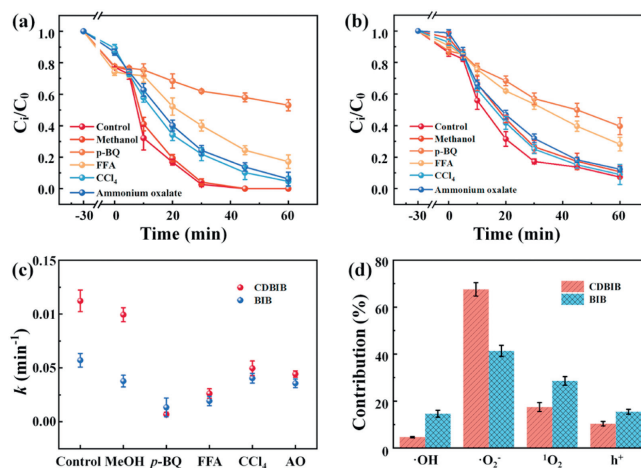 (a)
C_i/C_0
1.0
0.8
0.6
0.4
0.2
0.0
Control
Methanol
p-BQ
FFA
CCl_4
Ammonium oxalate
-30 0 20 40 60
Time (min)
(b)
C_i/C_0
1.0
0.8
0.6
0.4
0.2
0.0
Control
Methanol
p-BQ
FFA
CCl_4
Ammonium oxalate
-30 0 20 40 60
Time (min)
(c)
k (min⁻¹)
0.15
0.10
0.05
0.00
CDBIB
BIB
Control MeOH p-BQ FFA CCl_4 AO
(d)
Contribution (%)
80
60
40
20
0
CDBIB
BIB
·OH ·O₂⁻ ¹O₂ h⁺